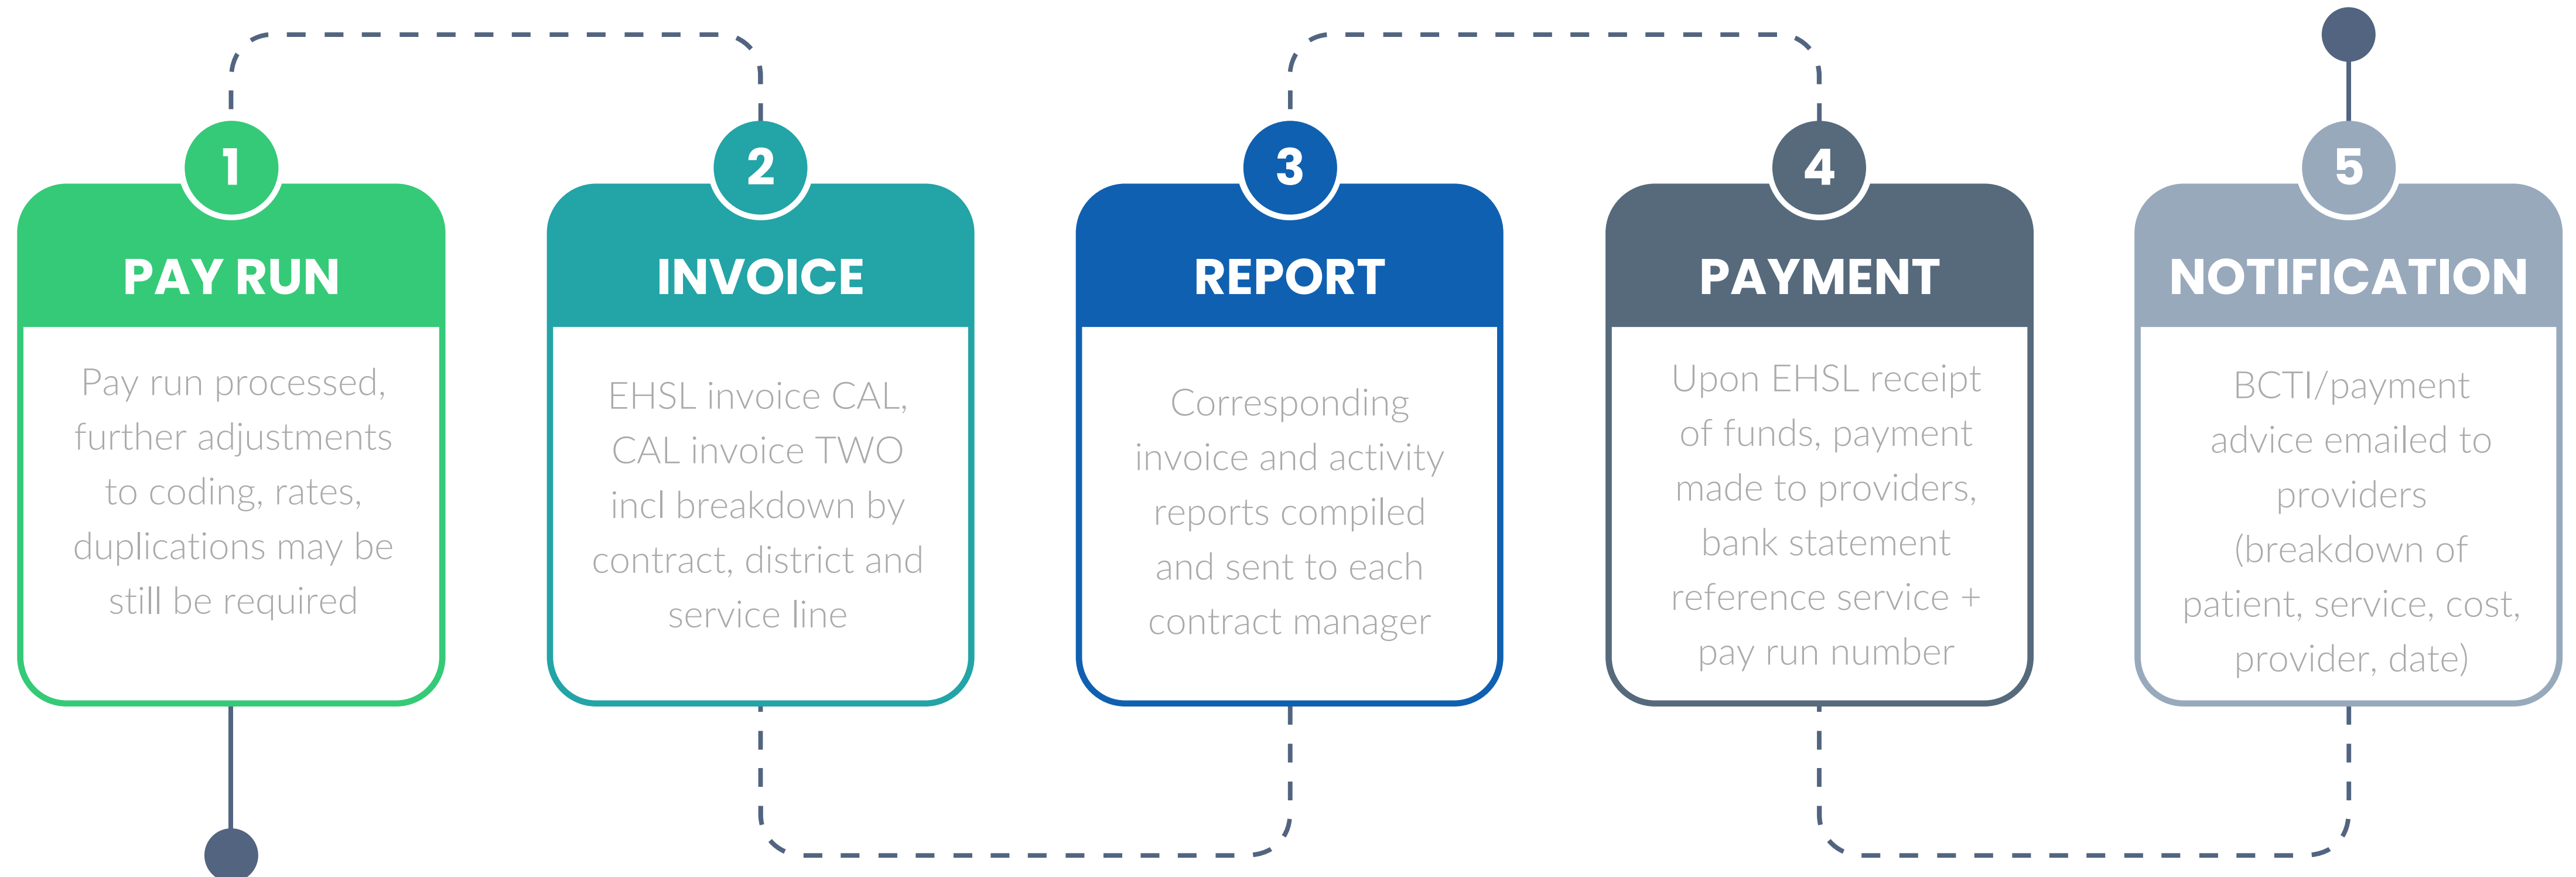 1
PAY RUN
Pay run processed,
further adjustments
to coding, rates,
duplications may be
still be required
2
INVOICE
EHSL invoice CAL,
CAL invoice TWO
incl breakdown by
contract, district and
service line
3
REPORT
Corresponding
invoice and activity
reports compiled
and sent to each
contract manager
4
PAYMENT
Upon EHSL receipt
of funds, payment
made to providers,
bank statement
reference service +
pay run number
5
NOTIFICATION
BCTI/payment
advice emailed to
providers
(breakdown of
patient, service, cost,
provider, date)